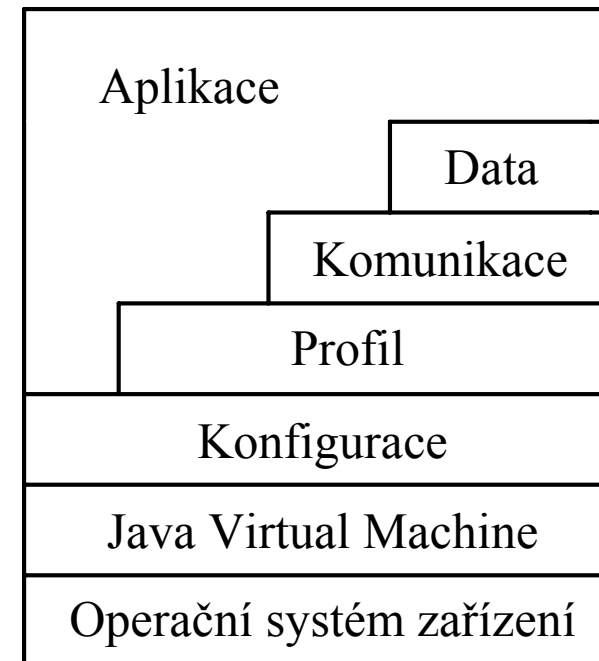 Aplikace
Data
Komunikace
Profil
Konfigurace
Java Virtual Machine
Operační systém zařízení